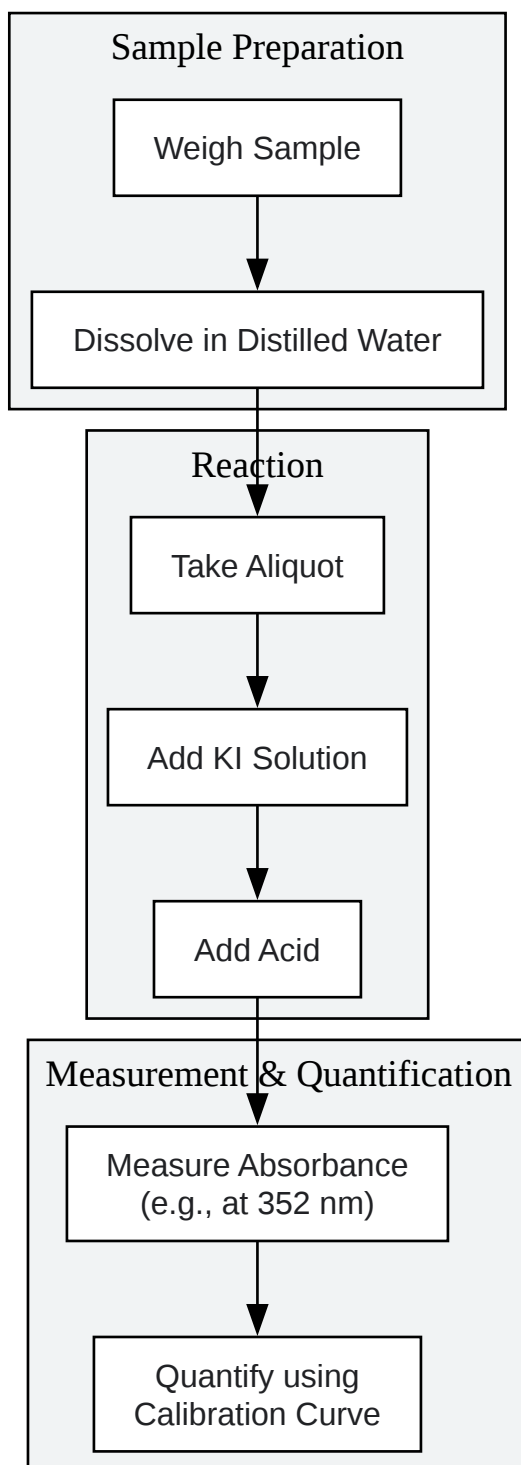 Sample Preparation
Weigh Sample
Dissolve in Distilled Water
Reaction
Take Aliquot
Add KI Solution
Add Acid
Measurement & Quantification
Measure Absorbance
(e.g., at 352 nm)
Quantify using
Calibration Curve